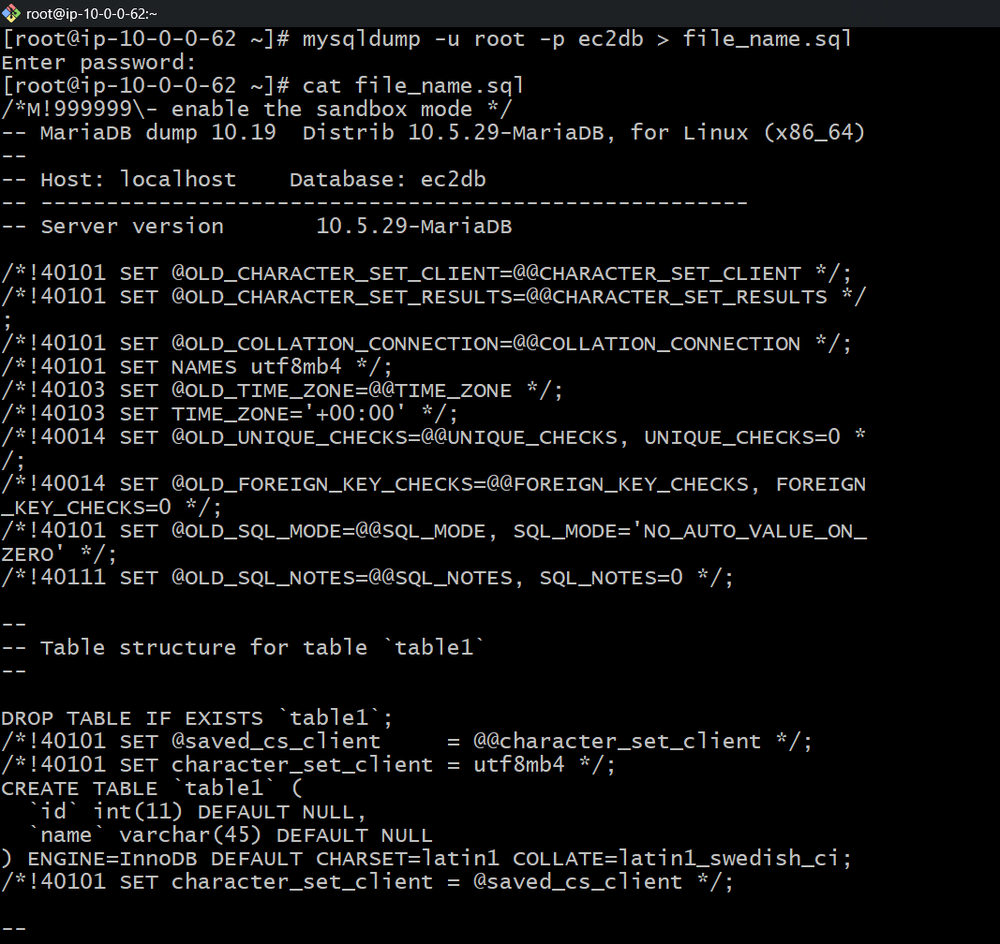 root@ip-10-0-0-62:~
[root@ip-10-0-0-62 ~]# mysqldump -u root -p ec2db > file_name.sql
Enter password:
[root@ip-10-0-0-62 ~]# cat file_name.sql
/*M!999999\- enable the sandbox mode */
-- MariaDB dump 10.19  Distrib 10.5.29-MariaDB, for Linux (x86_64)
--
-- Host: localhost    Database: ec2db
-- ------------------------------------------------------
-- Server version       10.5.29-MariaDB

/*!40101 SET @OLD_CHARACTER_SET_CLIENT=@@CHARACTER_SET_CLIENT */;
/*!40101 SET @OLD_CHARACTER_SET_RESULTS=@@CHARACTER_SET_RESULTS */
;
/*!40101 SET @OLD_COLLATION_CONNECTION=@@COLLATION_CONNECTION */;
/*!40101 SET NAMES utf8mb4 */;
/*!40103 SET @OLD_TIME_ZONE=@@TIME_ZONE */;
/*!40103 SET TIME_ZONE='+00:00' */;
/*!40014 SET @OLD_UNIQUE_CHECKS=@@UNIQUE_CHECKS, UNIQUE_CHECKS=0 *
/;
/*!40014 SET @OLD_FOREIGN_KEY_CHECKS=@@FOREIGN_KEY_CHECKS, FOREIGN
_KEY_CHECKS=0 */;
/*!40101 SET @OLD_SQL_MODE=@@SQL_MODE, SQL_MODE='NO_AUTO_VALUE_ON_
ZERO' */;
/*!40111 SET @OLD_SQL_NOTES=@@SQL_NOTES, SQL_NOTES=0 */;

--
-- Table structure for table `table1`
--

DROP TABLE IF EXISTS `table1`;
/*!40101 SET @saved_cs_client     = @@character_set_client */;
/*!40101 SET character_set_client = utf8mb4 */;
CREATE TABLE `table1` (
  `id` int(11) DEFAULT NULL,
  `name` varchar(45) DEFAULT NULL
) ENGINE=InnoDB DEFAULT CHARSET=latin1 COLLATE=latin1_swedish_ci;
/*!40101 SET character_set_client = @saved_cs_client */;

--